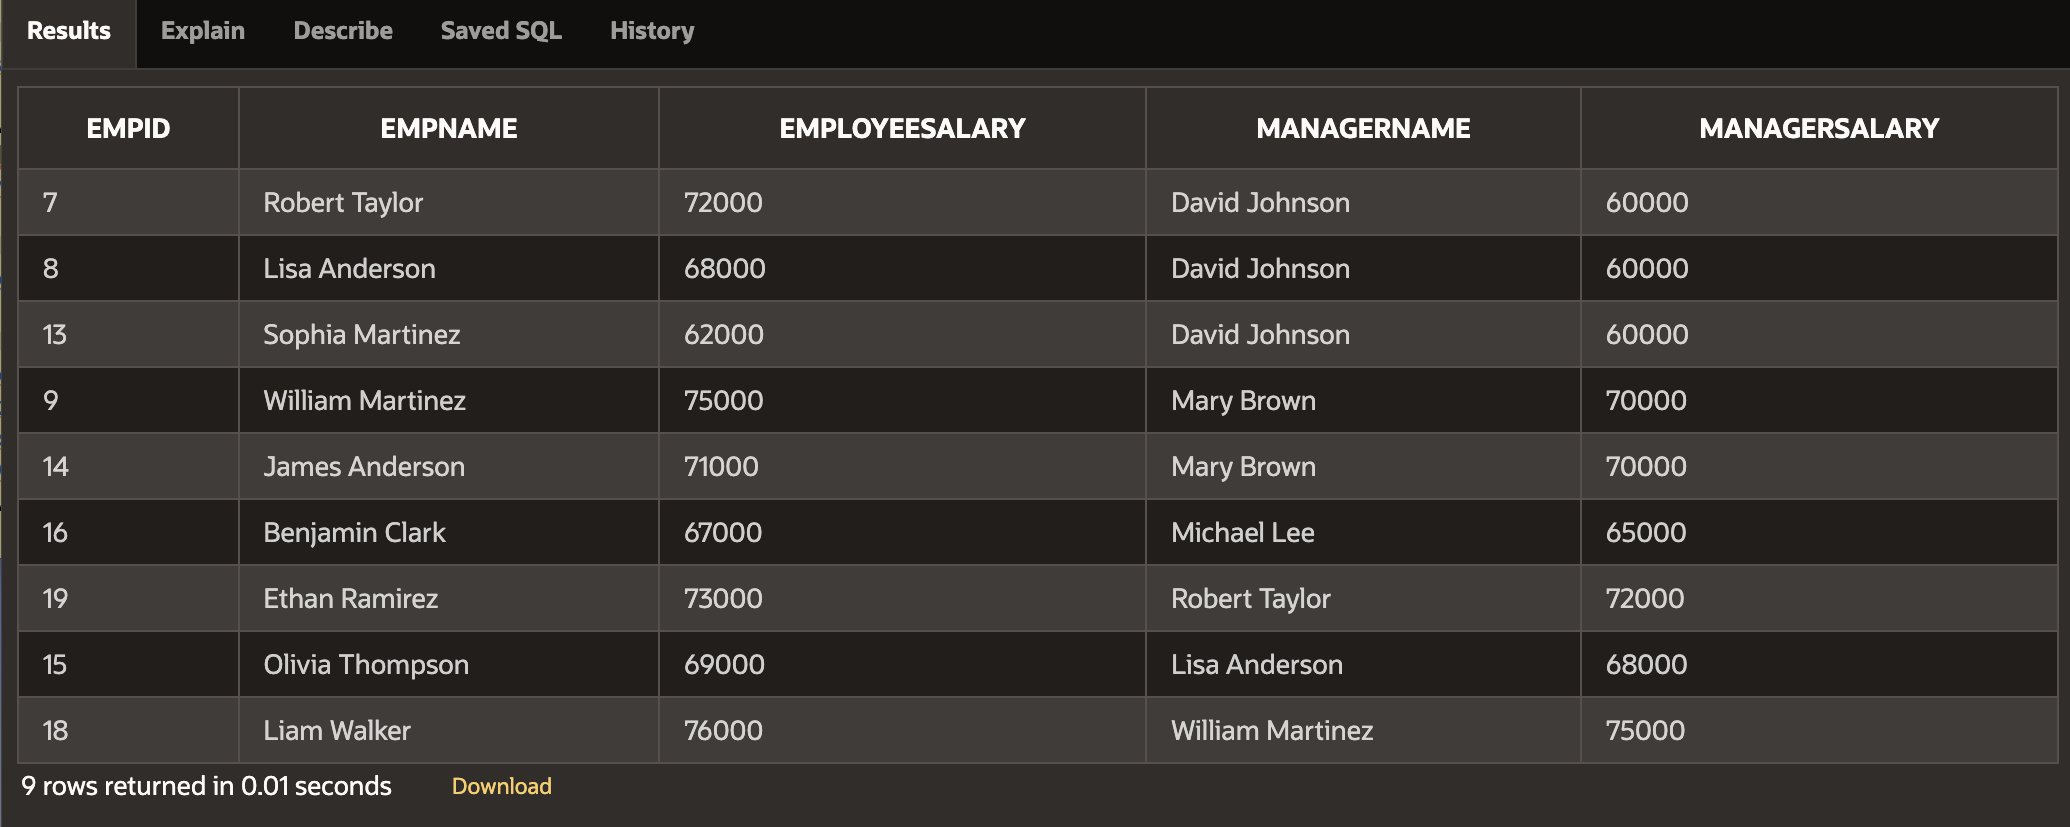 Results Explain Describe Saved SQL History
EMPID EMPNAME EMPLOYEESALARY MANAGERNAME MANAGERSALARY
7 Robert Taylor 72000 David Johnson 60000
8 Lisa Anderson 68000 David Johnson 60000
13 Sophia Martinez 62000 David Johnson 60000
9 William Martinez 75000 Mary Brown 70000
14 James Anderson 71000 Mary Brown 70000
16 Benjamin Clark 67000 Michael Lee 65000
19 Ethan Ramirez 73000 Robert Taylor 72000
15 Olivia Thompson 69000 Lisa Anderson 68000
18 Liam Walker 76000 William Martinez 75000
9 rows returned in 0.01 seconds Download